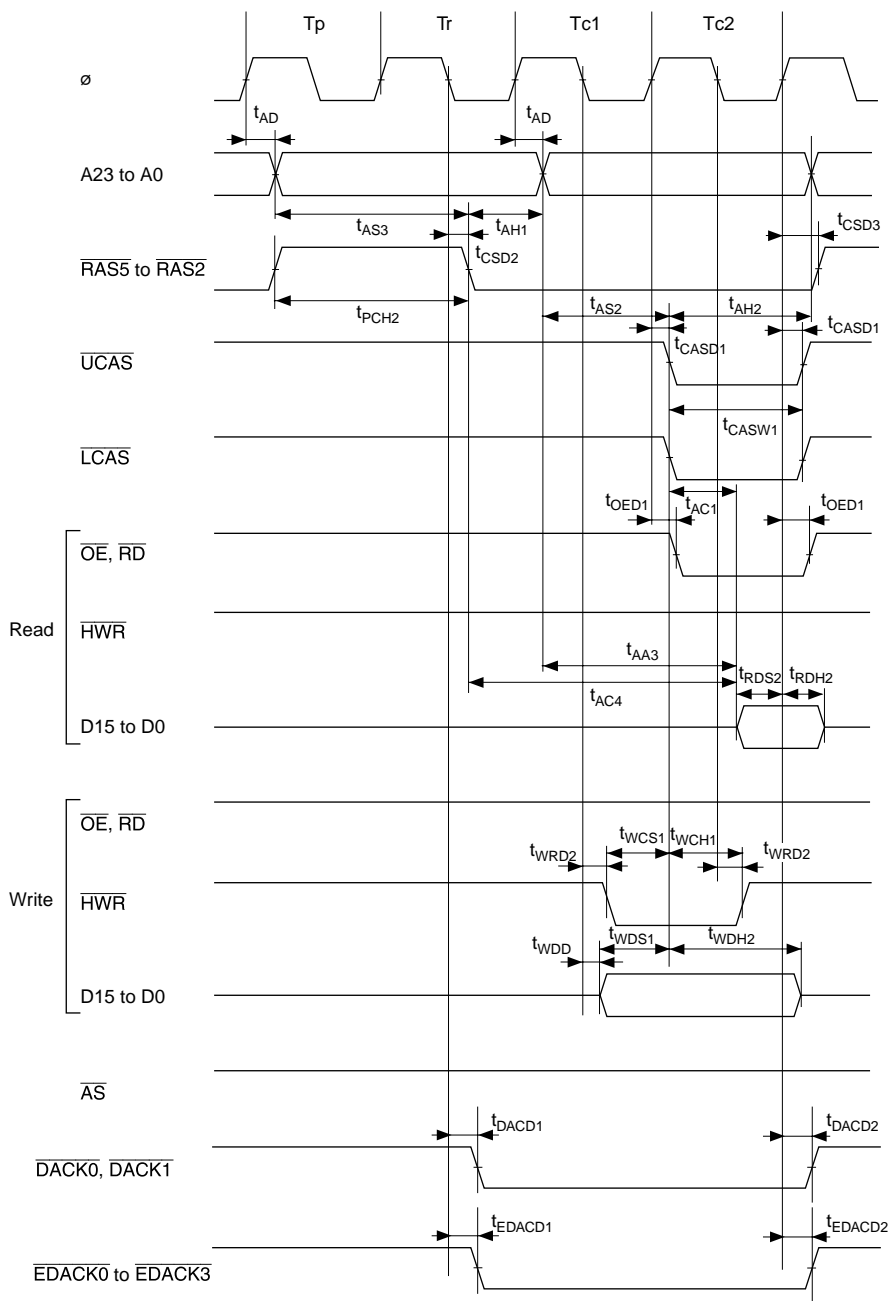 Tp Tr Tc1 Tc2
ø
tAD tAD
A23 to A0
tAS3 tAH1 tCSD3
tCSD2
RAS5 to RAS2
tPCH2 tAS2 tAH2
tCASD1 tCASD1
UCAS
tCASW1
LCAS
tOED1 tAC1 tOED1
OE, RD
Read
HWR
tAA3
tRDS2 tRDH2
tAC4
D15 to D0
OE, RD
tWCS1 tWCH1
tWRD2 tWRD2
Write
HWR
tWDD tWDS1 tWDH2
D15 to D0
AS
tDACD1 tDACD2
DACK0, DACK1
tEDACD1 tEDACD2
EDACK0 to EDACK3